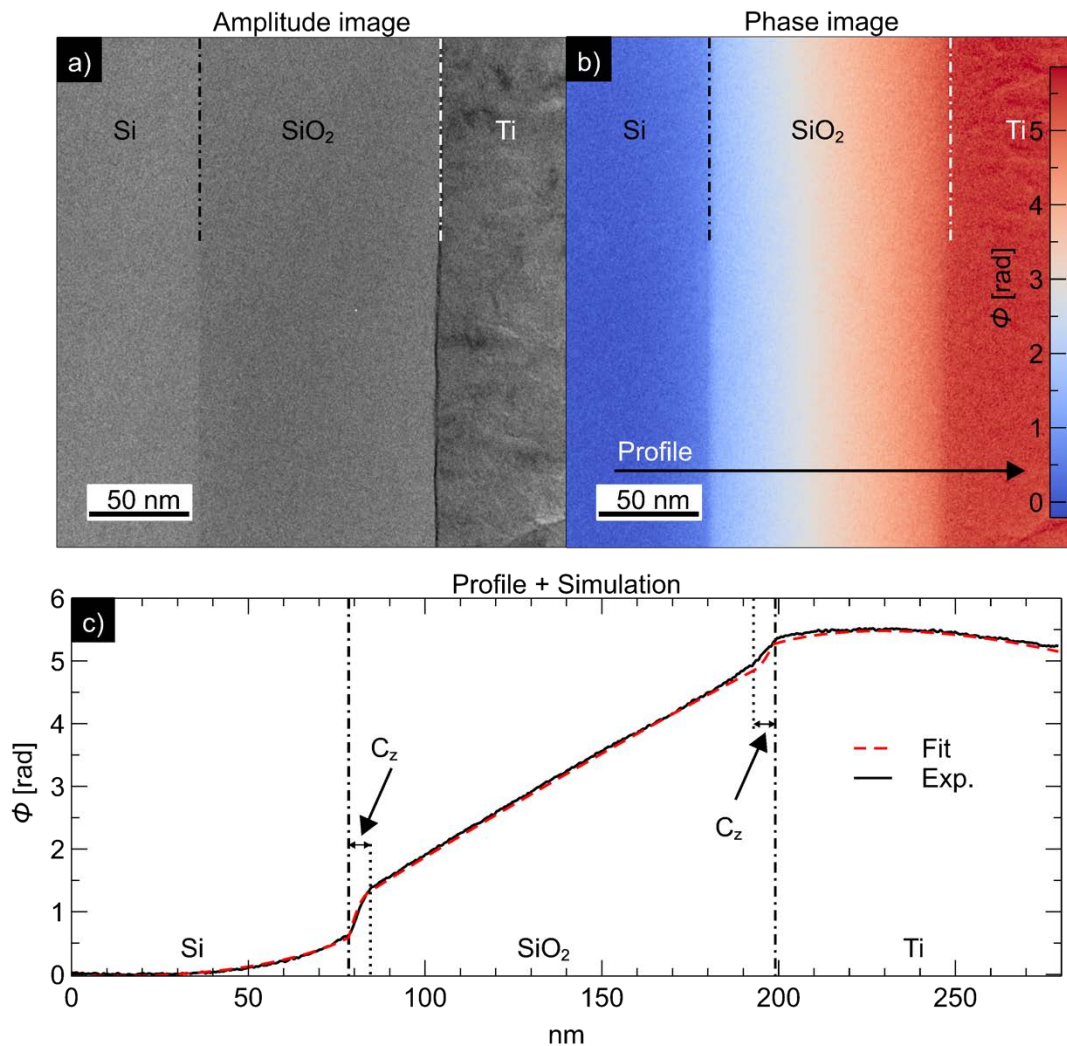 Amplitude image
Phase image
a)
Si
SiO₂
Ti
50 nm
b)
Si
SiO₂
Ti
Profile
50 nm
Φ [rad]
5
4
3
2
1
0
Profile + Simulation
c)
6
5
4
3
2
1
0
Φ [rad]
C_z
C_z
Fit
Exp.
Si
SiO₂
Ti
0
50
100
150
200
250
nm